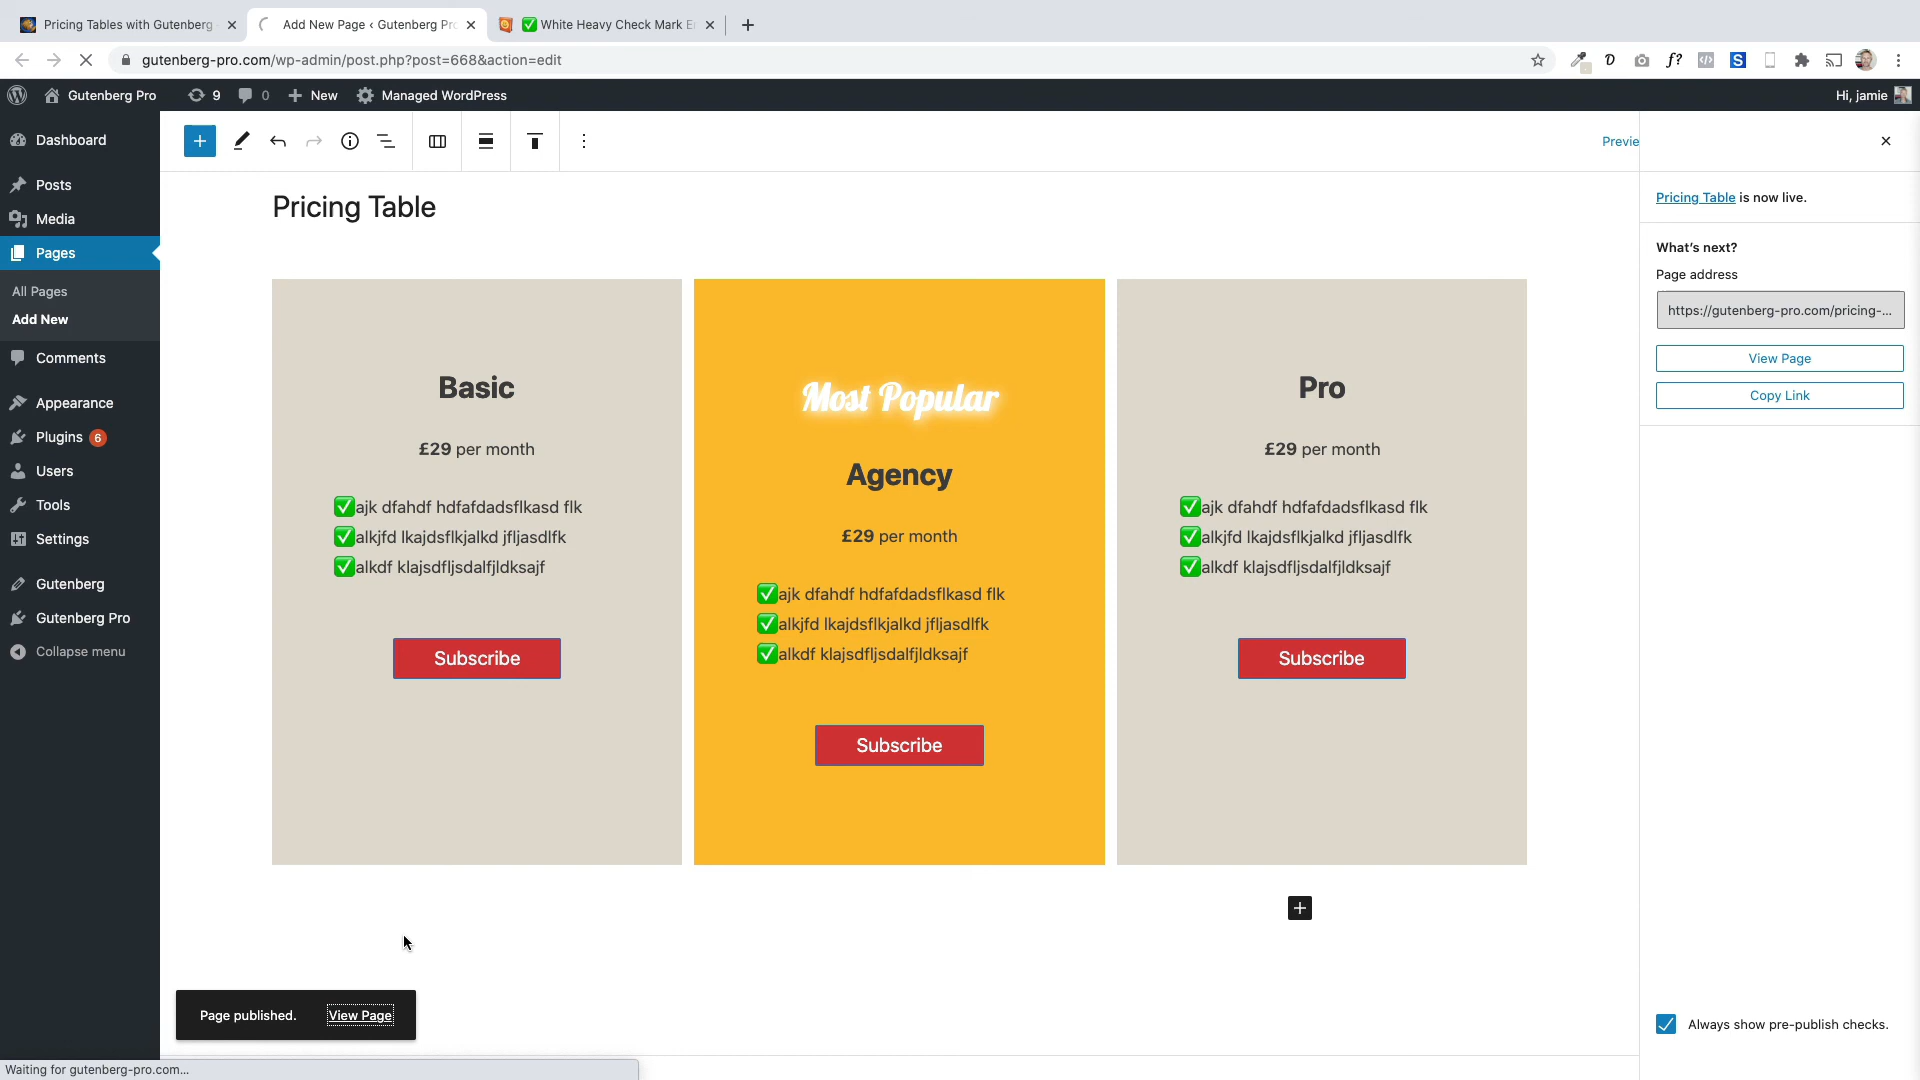 Pricing Tables with Gutenberg
Add New Page ‹ Gutenberg Pro
White Heavy Check Mark E
gutenberg-pro.com/wp-admin/post.php?post=668&action=edit
Gutenberg Pro
9
0
New
Managed WordPress
Hi, jamie
Dashboard
Posts
Media
Pages
All Pages
Add New
Comments
Appearance
Plugins 6
Users
Tools
Settings
Gutenberg
Gutenberg Pro
Collapse menu
Previe
Pricing Table
Basic
£29 per month
✅ajk dfahdf hdfafdadsflkasd flk
✅alkjfd lkajdsflkjalkd jfljasdlfk
✅alkdf klajsdfljsdalfjldksajf
Subscribe
Most Popular
Agency
£29 per month
✅ajk dfahdf hdfafdadsflkasd flk
✅alkjfd lkajdsflkjalkd jfljasdlfk
✅alkdf klajsdfljsdalfjldksajf
Subscribe
Pro
£29 per month
✅ajk dfahdf hdfafdadsflkasd flk
✅alkjfd lkajdsflkjalkd jfljasdlfk
✅alkdf klajsdfljsdalfjldksajf
Subscribe
Pricing Table is now live.
What's next?
Page address
https://gutenberg-pro.com/pricing-...
View Page
Copy Link
Always show pre-publish checks.
Page published.
View Page
Waiting for gutenberg-pro.com...